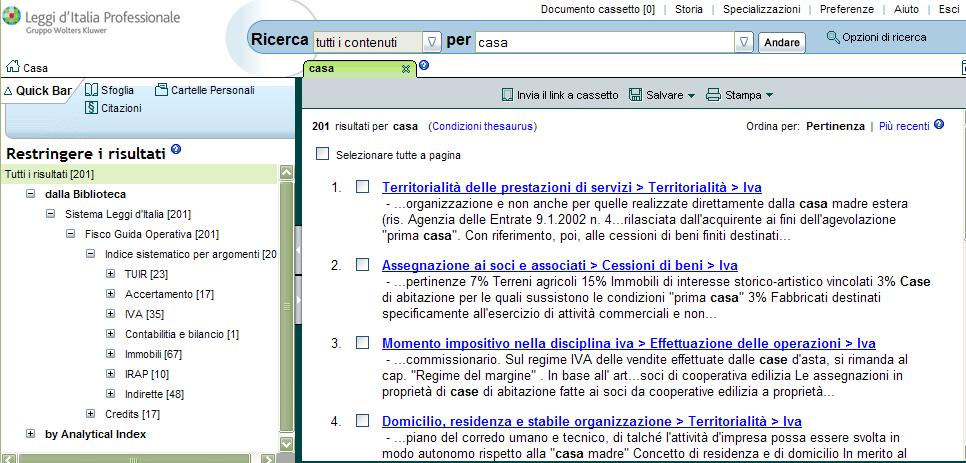 Leggi d'Italia Professionale
Gruppo Wolters Kluwer
Documento cassetto [0] | Storia | Specializzazioni | Preferenze | Aiuto | Esci
Ricerca tutti i contenuti per casa Andare Opzioni di ricerca
Casa
casa
Quick Bar Sfoglia Cartelle Personali
Citazioni
Invia il link a cassetto Salvare Stampa
201 risultati per casa (Condizioni thesaurus) Ordina per: Pertinenza | Più recenti
Selezionare tutte a pagina
Restringere i risultati
Tutti i risultati [201]
dalla Biblioteca
Sistema Leggi d'Italia [201]
Fisco Guida Operativa [201]
Indice sistematico per argomenti [20
TUIR [23]
Accertamento [17]
IVA [35]
Contabilitia e bilancio [1]
Immobili [67]
IRAP [10]
Indirette [48]
Credits [17]
by Analytical Index
1. Territorialità delle prestazioni di servizi > Territorialità > Iva
- ...organizzazione e non anche per quelle realizzate direttamente dalla casa madre estera
(ris. Agenzia delle Entrate 9.1.2002 n. 4...rilasciata dall'acquirente ai fini dell'agevolazione
"prima casa". Con riferimento, poi, alle cessioni di beni finiti destinati...
2. Assegnazione ai soci e associati > Cessioni di beni > Iva
- ...pertinenze 7% Terreni agricoli 15% Immobili di interesse storico-artistico vincolati 3% Case
di abitazione per le quali sussistono le condizioni "prima casa" 3% Fabbricati destinati
specificamente all'esercizio di attività commerciali e non...
3. Momento impositivo nella disciplina iva > Effettuazione delle operazioni > Iva
- ...commissionario. Sul regime IVA delle vendite effettuate dalle case d'asta, si rimanda al
cap. "Regime del margine" . In base all' art...soci di cooperativa edilizia Le assegnazioni in
proprietà di case di abitazione fatte ai soci da cooperative edilizia a proprietà...
4. Domicilio, residenza e stabile organizzazione > Territorialità > Iva
- ...piano del corredo umano e tecnico, di talché l'attività d'impresa possa essere svolta in
modo autonomo rispetto alla "casa madre" Concetto di residenza e di domicilio In merito al